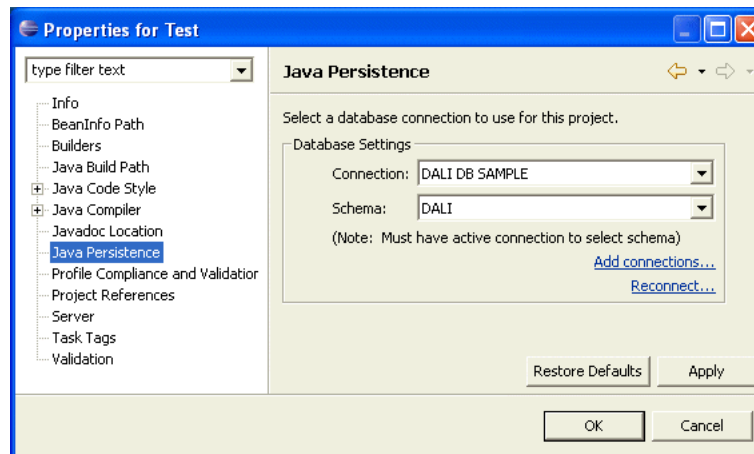 Properties for Test
type filter text
Info
BeanInfo Path
Builders
Java Build Path
Java Code Style
Java Compiler
Javadoc Location
Java Persistence
Profile Compliance and Validation
Project References
Server
Task Tags
Validation
Java Persistence
Select a database connection to use for this project.
Database Settings
Connection: DALI DB SAMPLE
Schema: DALI
(Note: Must have active connection to select schema)
Add connections...
Reconnect...
Restore Defaults Apply
OK Cancel